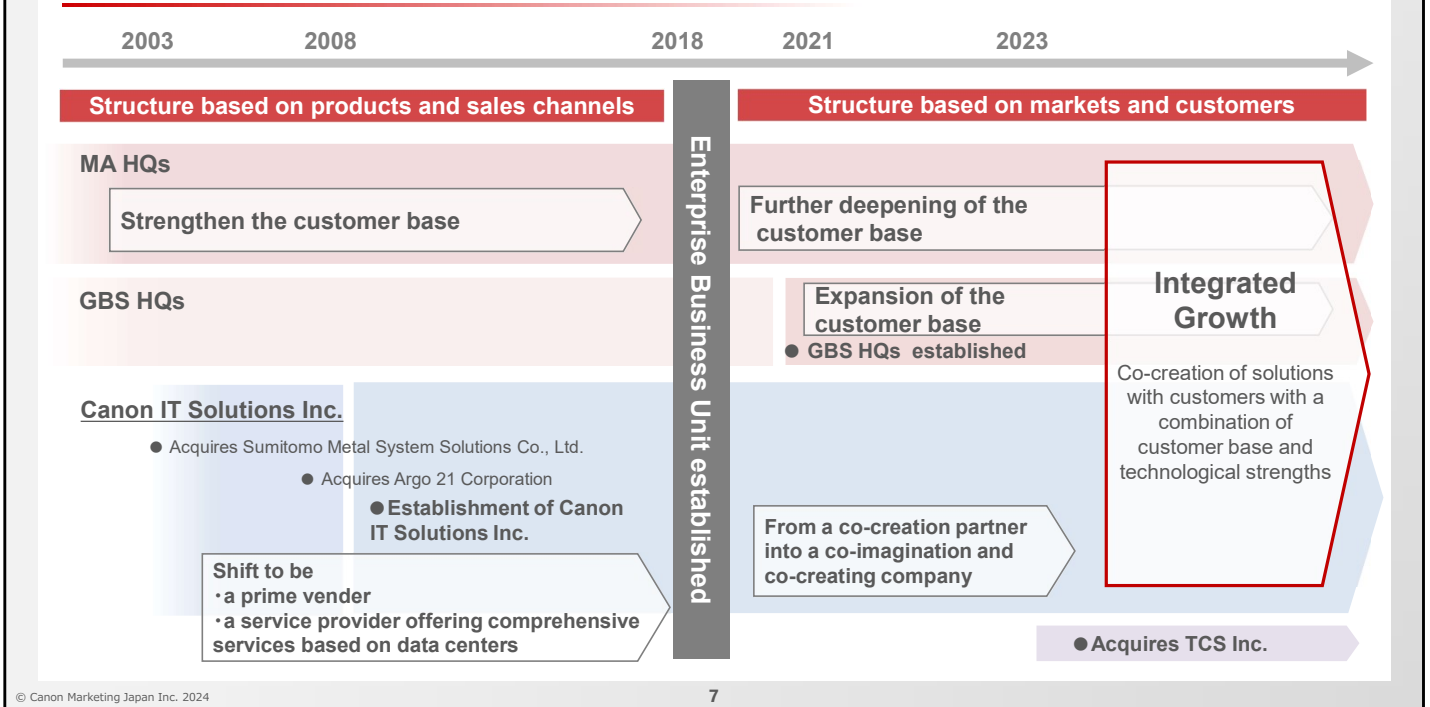 2003
2008
2018
2021
2023
Structure based on products and sales channels
Structure based on markets and customers
Enterprise Business Unit established
MA HQs
Strengthen the customer base
Further deepening of the
customer base
GBS HQs
Expansion of the
customer base
● GBS HQs established
Integrated
Growth
Co-creation of solutions
with customers with a
combination of
customer base and
technological strengths
Canon IT Solutions Inc.
● Acquires Sumitomo Metal System Solutions Co., Ltd.
● Acquires Argo 21 Corporation
●Establishment of Canon
IT Solutions Inc.
Shift to be
・a prime vender
・a service provider offering comprehensive
services based on data centers
From a co-creation partner
into a co-imagination and
co-creating company
●Acquires TCS Inc.
© Canon Marketing Japan Inc. 2024
7